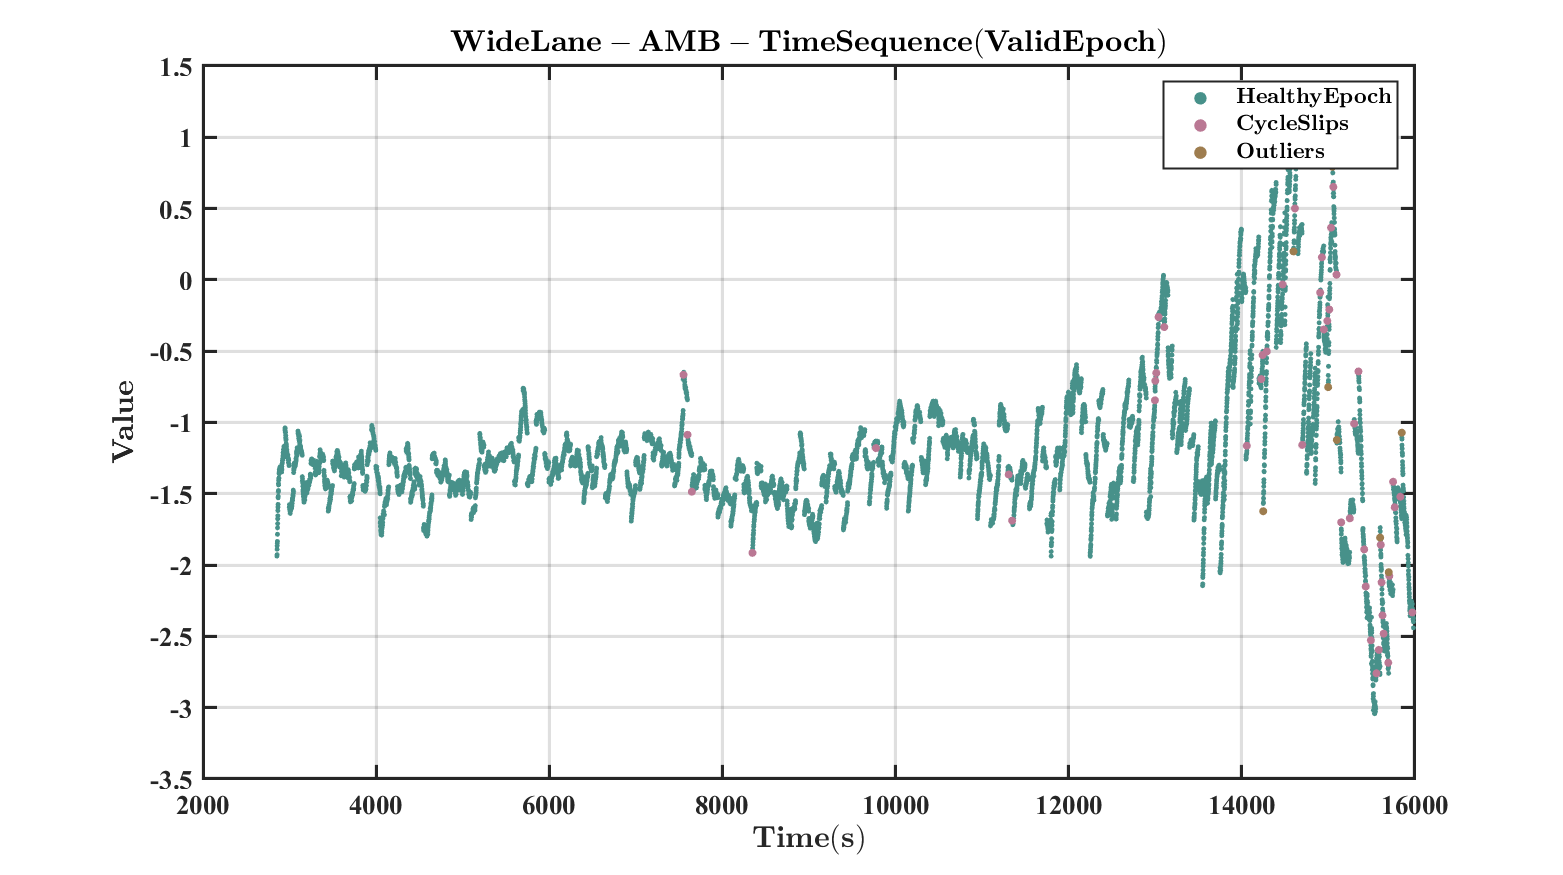 WideLane − AMB − TimeSequence(ValidEpoch)
1.5
1
0.5
0
-0.5
-1
-1.5
-2
-2.5
-3
-3.5
Value
HealthyEpoch
CycleSlips
Outliers
2000 4000 6000 8000 10000 12000 14000 16000
Time(s)